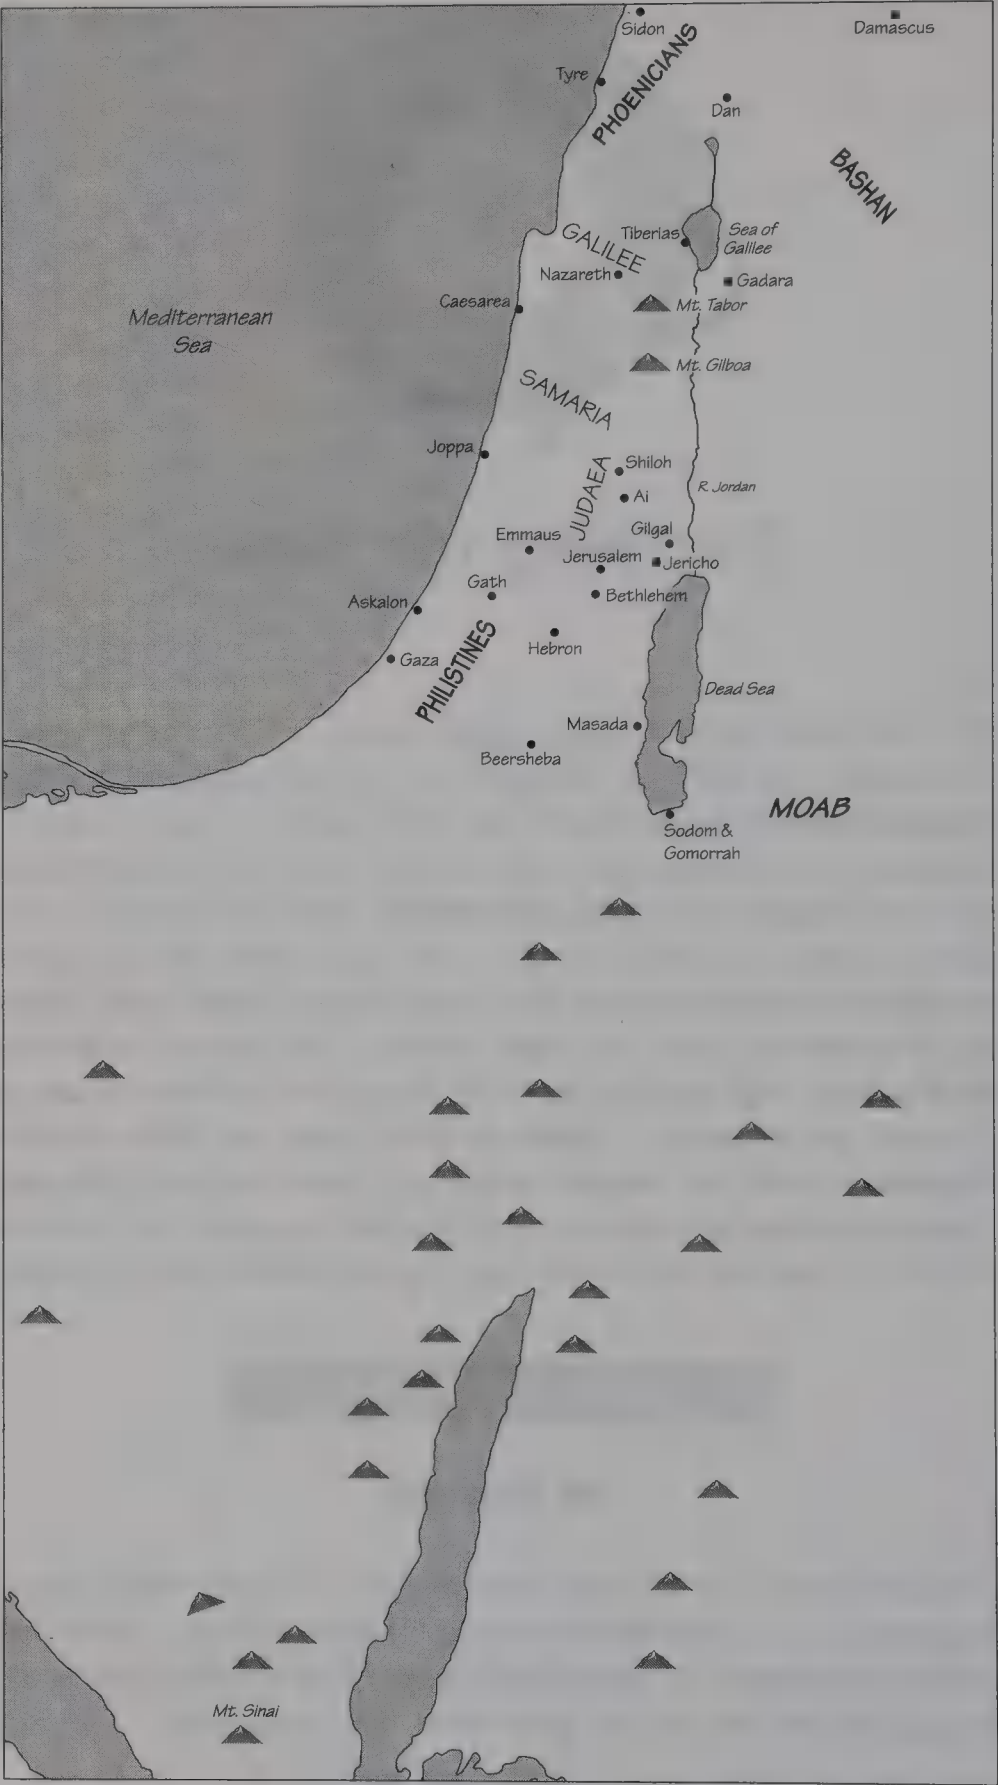 Sidon
Damascus
Tyre
PHOENICIANS
Dan
BASHAN
Tiberias
Sea of
Galilee
GALILEE
Nazareth
Gadara
Caesarea
Mt. Tabor
Mediterranean
Sea
Mt. Gilboa
SAMARIA
Joppa
Shiloh
JUDAEA
R. Jordan
Ai
Emmaus
Gilgal
Jerusalem
Jericho
Gath
Bethlehem
Askalon
Hebron
Gaza
PHILISTINES
Dead Sea
Masada
Beersheba
MOAB
Sodom &
Gomorrah
Mt. Sinai